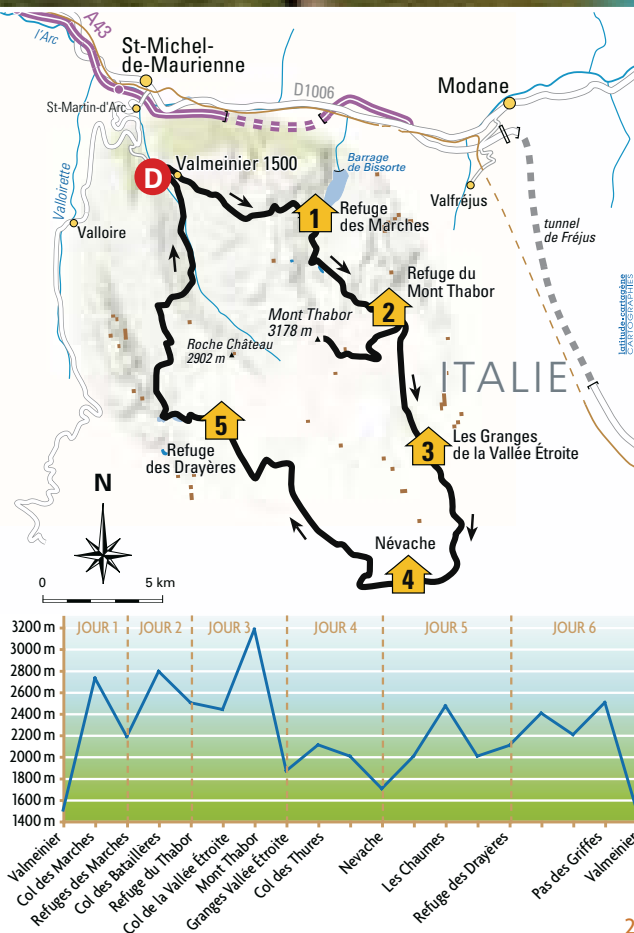 A43
l'Arc
St-Michel-
de-Maurienne
D1006
Modane
St-Martin-d'Arc
Valloirette
D
Valmeinier 1500
Barrage
de Bissorte
Valfréjus
Valloire
1
Refuge
des Marches
tunnel
de Fréjus
Refuge du
Mont Thabor
2
Mont Thabor
3178 m
Roche Château
2902 m
latitude-cartagène
CARTOGRAPHIES
ITALIE
5
Refuge
des Drayères
3
Les Granges
de la Vallée Étroite
N
Névache
4
0
5 km
3200 m
3000 m
2800 m
2600 m
2400 m
2200 m
2000 m
1800 m
1600 m
1400 m
JOUR 1
JOUR 2
JOUR 3
JOUR 4
JOUR 5
JOUR 6
Valmeinier
Col des Marches
Refuges des Marches
Col des Bataillères
Refuge du Thabor
Col de la Vallée Étroite
Mont Thabor
Granges Vallée Étroite
Col des Thures
Nevache
Les Chaumes
Refuge des Drayères
Pas des Griffes
Valmeinier
2